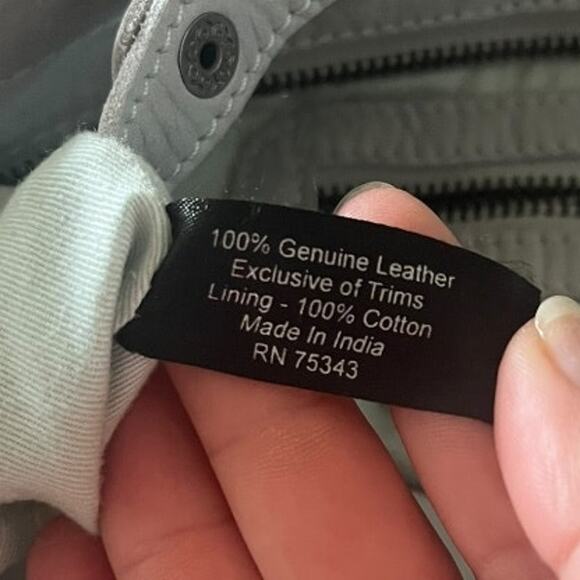 100% Genuine Leather
Exclusive of Trims
Lining - 100% Cotton
Made In India
RN 75343